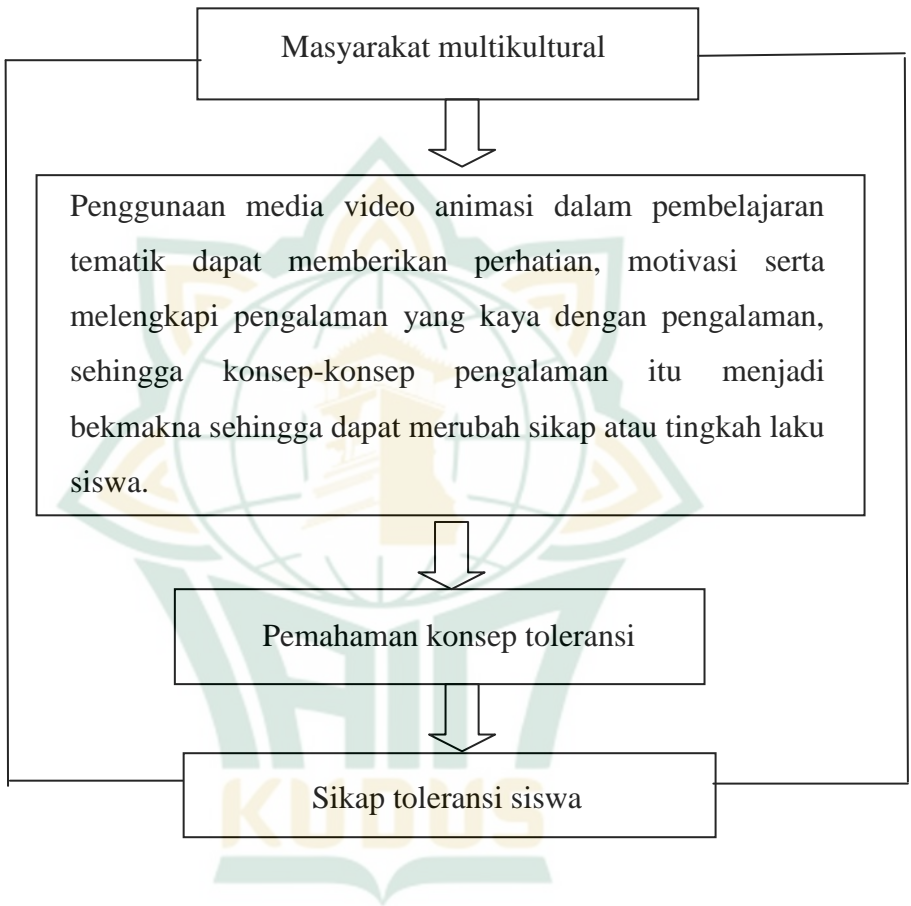 Masyarakat multikultural
Penggunaan media video animasi dalam pembelajaran
tematik dapat memberikan perhatian, motivasi serta
melengkapi pengalaman yang kaya dengan pengalaman,
sehingga konsep-konsep pengalaman itu menjadi
bekmakna sehingga dapat merubah sikap atau tingkah laku
siswa.
Pemahaman konsep toleransi
Sikap toleransi siswa
IAIN
KUDUS